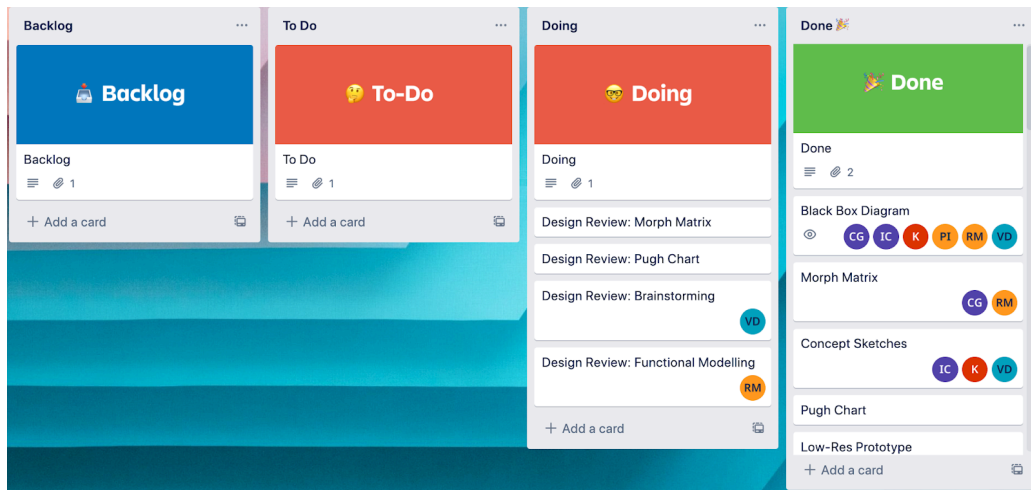 Backlog
Backlog
Backlog
1
Add a card
To Do
To-Do
To Do
1
Add a card
Doing
Doing
Doing
1
Design Review: Morph Matrix
Design Review: Pugh Chart
Design Review: Brainstorming
VD
Design Review: Functional Modelling
RM
Add a card
Done 🎉
Done
Done
2
Black Box Diagram
CG IC K PI RM VD
Morph Matrix
CG RM
Concept Sketches
IC K VD
Pugh Chart
Low-Res Prototype
Add a card